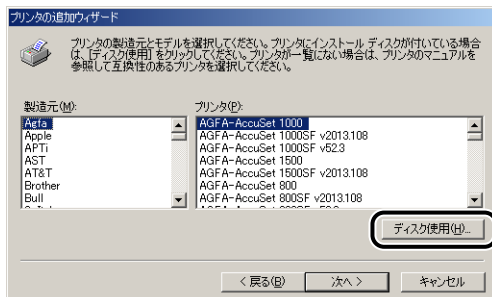 プリンタの追加ウィザード
プリンタの製造元とモデルを選択してください。プリンタにインストール ディスクが付いている場合
は、[ディスク使用] をクリックしてください。プリンタが一覧にない場合は、プリンタのマニュアルを
参照して互換性のあるプリンタを選択してください。
製造元(M):
プリンタ(P):
Agfa
Apple
APTi
AST
AT&T
Brother
Bull
AGFA-AccuSet 1000
AGFA-AccuSet 1000SF v2013.108
AGFA-AccuSet 1000SF v52.3
AGFA-AccuSet 1500
AGFA-AccuSet 1500SF v2013.108
AGFA-AccuSet 800
AGFA-AccuSet 800SF v2013.108
ディスク使用(H)...
< 戻る(B)
次へ >
キャンセル